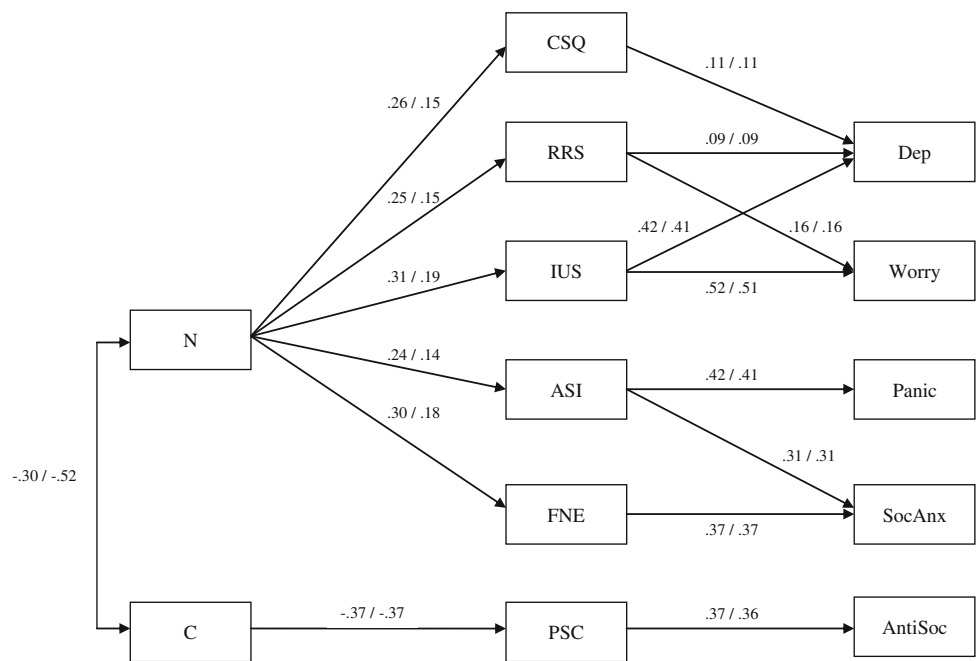 CSQ
.11 / .11
.26 / .15
RRS
.09 / .09
Dep
.25 / .15
.42 / .41
.16 / .16
.31 / .19
IUS
.52 / .51
Worry
N
.24 / .14
ASI
.42 / .41
Panic
.30 / .18
.31 / .31
-.30 / -.52
FNE
.37 / .37
SocAnx
C
-.37 / -.37
PSC
.37 / .36
AntiSoc